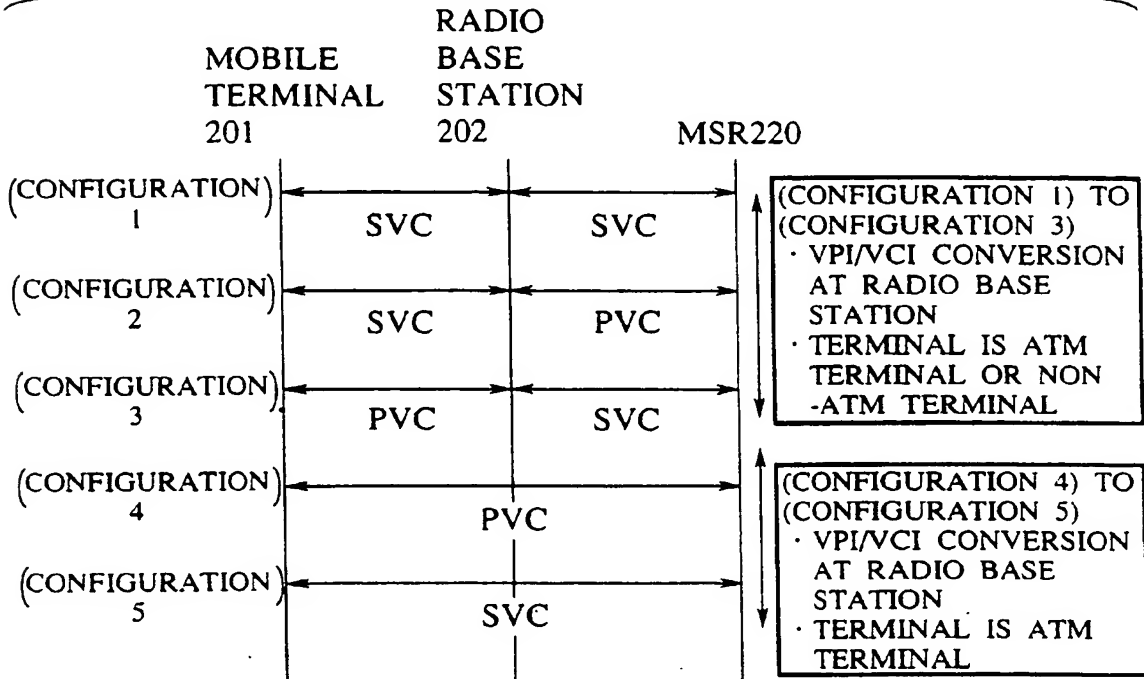 MOBILE
TERMINAL
201
RADIO
BASE
STATION
202
MSR220
(CONFIGURATION)
1
SVC
SVC
(CONFIGURATION)
2
SVC
PVC
(CONFIGURATION)
3
PVC
SVC
(CONFIGURATION)
4
PVC
(CONFIGURATION)
5
SVC
(CONFIGURATION 1) TO
(CONFIGURATION 3)
· VPI/VCI CONVERSION
AT RADIO BASE
STATION
· TERMINAL IS ATM
TERMINAL OR NON
-ATM TERMINAL
(CONFIGURATION 4) TO
(CONFIGURATION 5)
· VPI/VCI CONVERSION
AT RADIO BASE
STATION
· TERMINAL IS ATM
TERMINAL